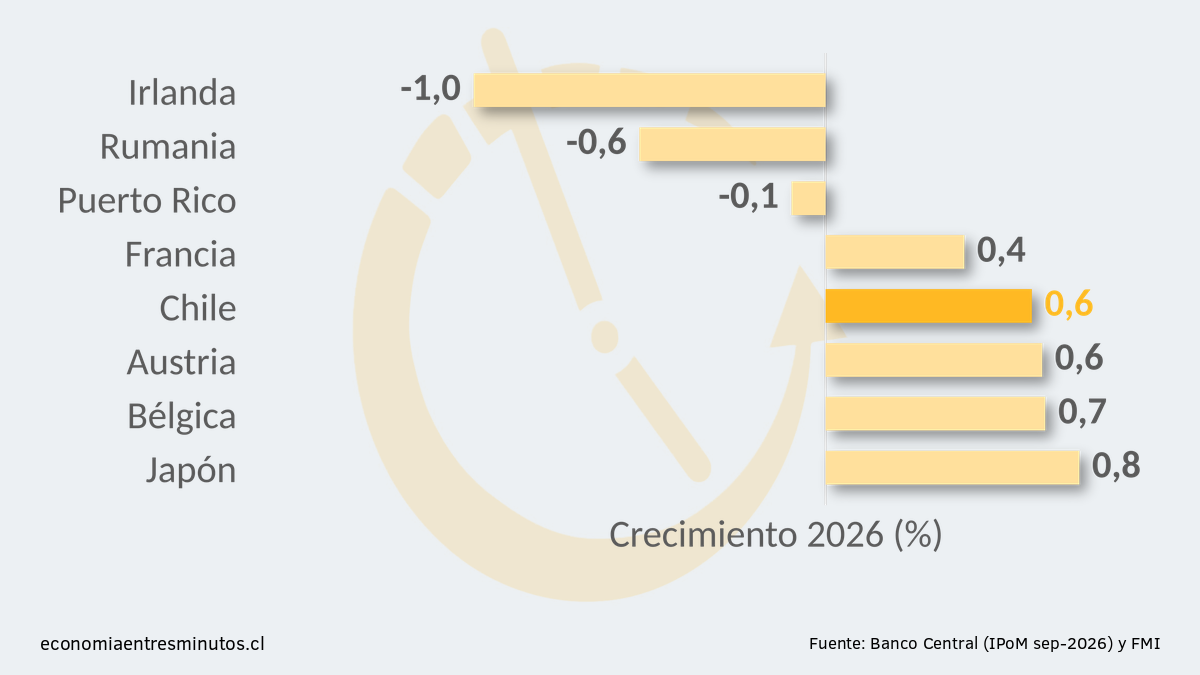 Irlanda -1,0
Rumania -0,6
Puerto Rico -0,1
Francia 0,4
Chile 0,6
Austria 0,6
Bélgica 0,7
Japón 0,8
Crecimiento 2026 (%)
economiaentresminutos.cl
Fuente: Banco Central (IPoM sep-2026) y FMI